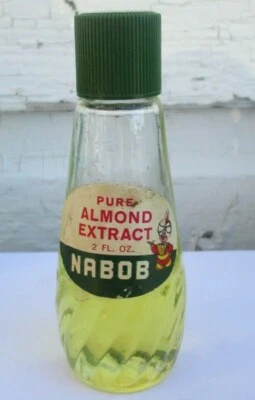 PURE
ALMOND
EXTRACT
2 FL. OZ.
NABOB